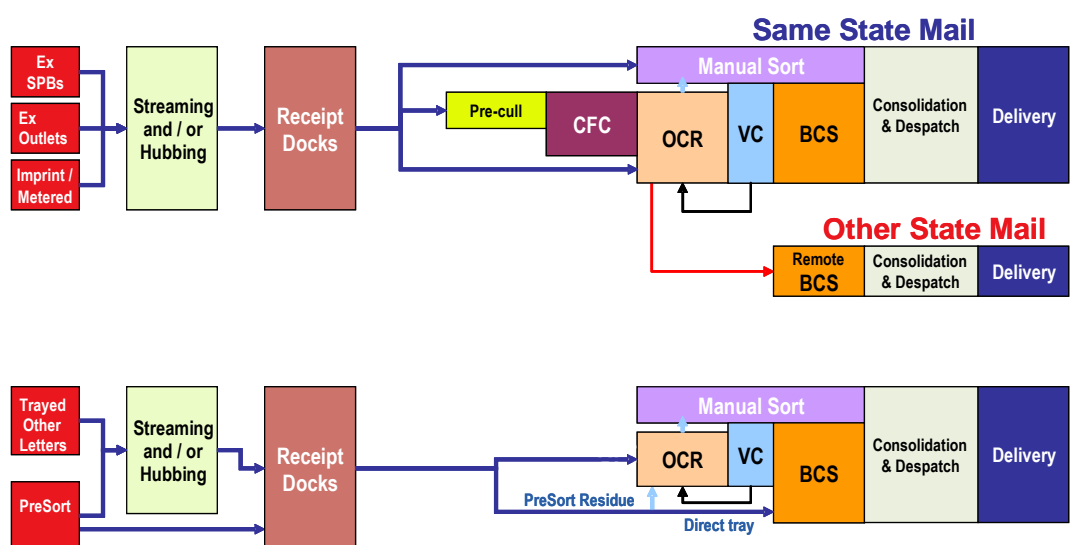 Same State Mail
Ex
SPBs
Ex
Outlets
Imprint /
Metered
Streaming
and / or
Hubbing
Receipt
Docks
Pre-cull
CFC
Manual Sort
OCR
VC
BCS
Consolidation
& Despatch
Delivery
Other State Mail
Remote
BCS
Consolidation
& Despatch
Delivery
Trayed
Other
Letters
PreSort
Streaming
and / or
Hubbing
Receipt
Docks
Manual Sort
OCR
VC
BCS
Consolidation
& Despatch
Delivery
PreSort Residue
Direct tray